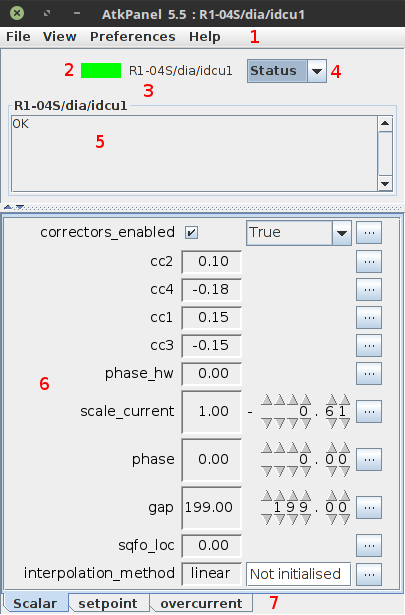 AtkPanel 5.5 : R1-04S/dia/idcu1
File View Preferences Help 1
2 R1-04S/dia/idcu1 Status 4
3
R1-04S/dia/idcu1
OK
5
correctors_enabled True ...
cc2 0.10 ...
cc4 -0.18 ...
cc1 0.15 ...
cc3 -0.15 ...
phase_hw 0.00 ...
6
scale_current 1.00 - 0.61 ...
phase 0.00 0.00 ...
gap 199.00 199.00 ...
sqfo_loc 0.00 ...
interpolation_method linear Not initialised ...
Scalar setpoint overcurrent 7